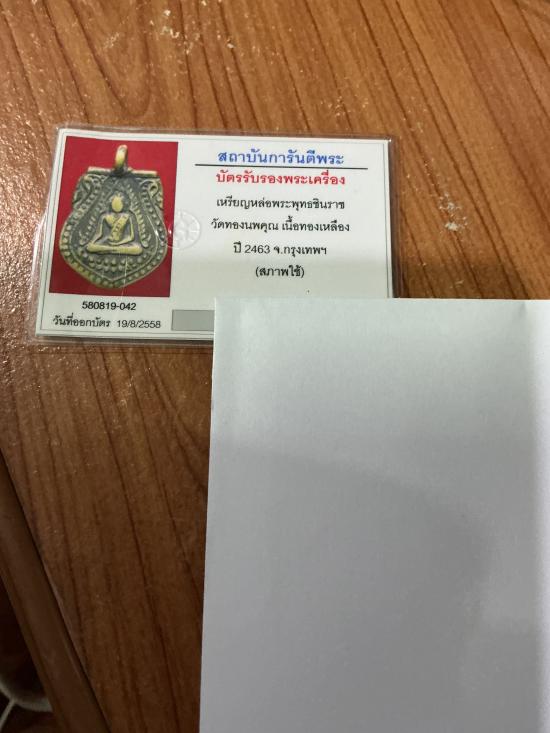 สถาบันการันตีพระ
บัตรรับรองพระเครื่อง
เหรียญหล่อพระพุทธชินราช
วัดทองนพคุณ เนื้อทองเหลือง
ปี 2463 จ.กรุงเทพฯ
(สภาพใช้)
580819-042
วันที่ออกบัตร 19/8/2558